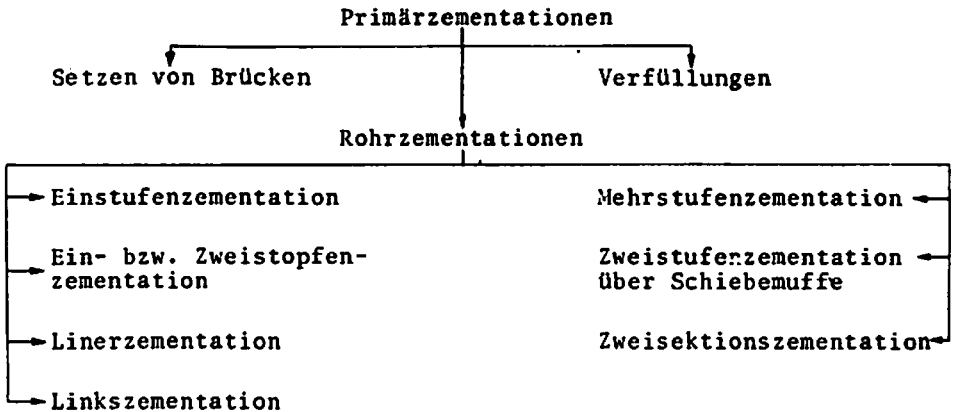 Primärzementationen
Setzen von Brücken
Verfüllungen
Rohrzementationen
Einstufenzementation
Ein- bzw. Zweistopfen-
zementation
Linerzementation
Linkszementation
Mehrstufenzementation
Zweistufenzementation
über Schiebemuffe
Zweisektionszementation